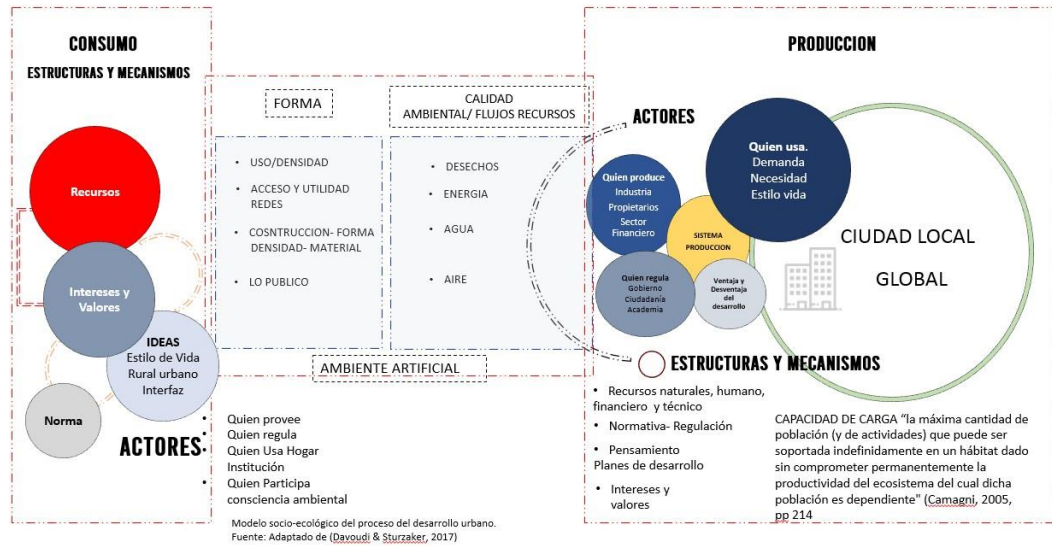 CONSUMO
ESTRUCTURAS Y MECANISMOS
Recursos
Intereses y
Valores
IDEAS
Estilo de Vida
Rural urbano
Interfaz
Norma
ACTORES
• Quien provee
• Quien regula
• Quien Usa Hogar
Institución
• Quien Participa
consciencia ambiental
FORMA
• USO/DENSIDAD
• ACCESO Y UTILIDAD
REDES
• COSNTRUCCION- FORMA
DENSIDAD- MATERIAL
• LO PUBLICO
CALIDAD
AMBIENTAL/ FLUJOS RECURSOS
• DESECHOS
• ENERGIA
• AGUA
• AIRE
AMBIENTE ARTIFICIAL
Modelo socio-ecológico del proceso del desarrollo urbano.
Fuente: Adaptado de (Davoudi & Sturzaker, 2017)
PRODUCCION
ACTORES
Quien produce
Industria
Propietarios
Sector
Financiero
Quien usa.
Demanda
Necesidad
Estilo vida
SISTEMA
PRODUCCION
Quien regula
Gobierno
Ciudadanía
Academia
Ventaja y
Desventaja
del
desarrollo
CIUDAD LOCAL
GLOBAL
ESTRUCTURAS Y MECANISMOS
• Recursos naturales, humano,
financiero y técnico
• Normativa- Regulación
• Pensamiento
Planes de desarrollo
• Intereses y
valores
CAPACIDAD DE CARGA “la máxima cantidad de
población (y de actividades) que puede ser
soportada indefinidamente en un hábitat dado
sin comprometer permanentemente la
productividad del ecosistema del cual dicha
población es dependiente" (Camagni, 2005,
pp 214